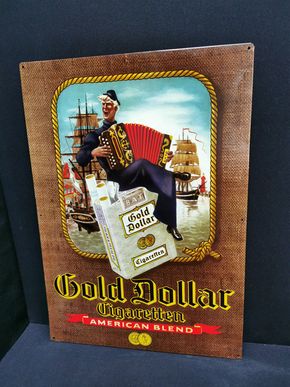 Gold
Dollar
Cigaretten
Gold Dollar
Cigaretten
"AMERICAN BLEND"